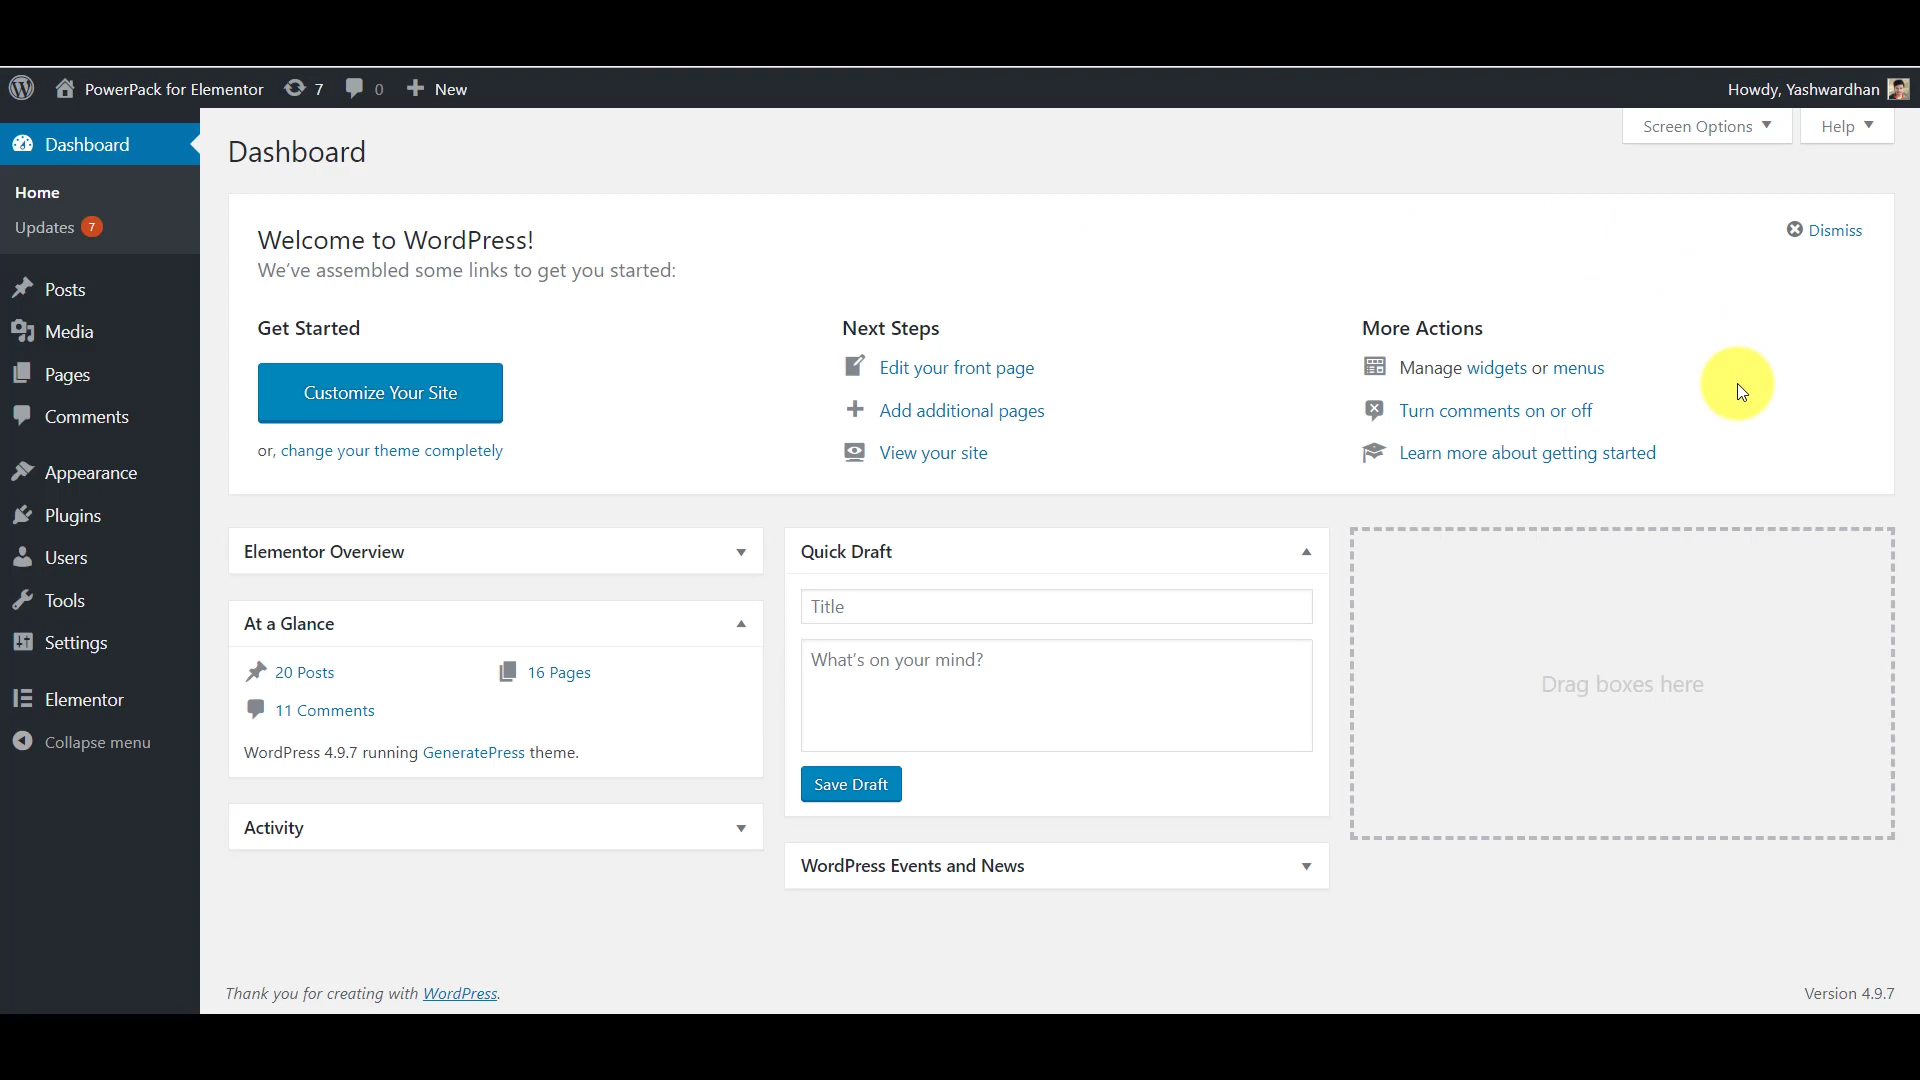 PowerPack for Elementor 7 0 New
Howdy, Yashwardhan
Screen Options
Help
Dashboard
Home
Updates 7
Posts
Media
Pages
Comments
Appearance
Plugins
Users
Tools
Settings
Elementor
Collapse menu
Dashboard
Welcome to WordPress!
We've assembled some links to get you started:
Dismiss
Get Started
Customize Your Site
or, change your theme completely
Next Steps
Edit your front page
Add additional pages
View your site
More Actions
Manage widgets or menus
Turn comments on or off
Learn more about getting started
Elementor Overview
At a Glance
20 Posts
16 Pages
11 Comments
WordPress 4.9.7 running GeneratePress theme.
Activity
Quick Draft
Title
What's on your mind?
Save Draft
WordPress Events and News
Drag boxes here
Thank you for creating with WordPress.
Version 4.9.7